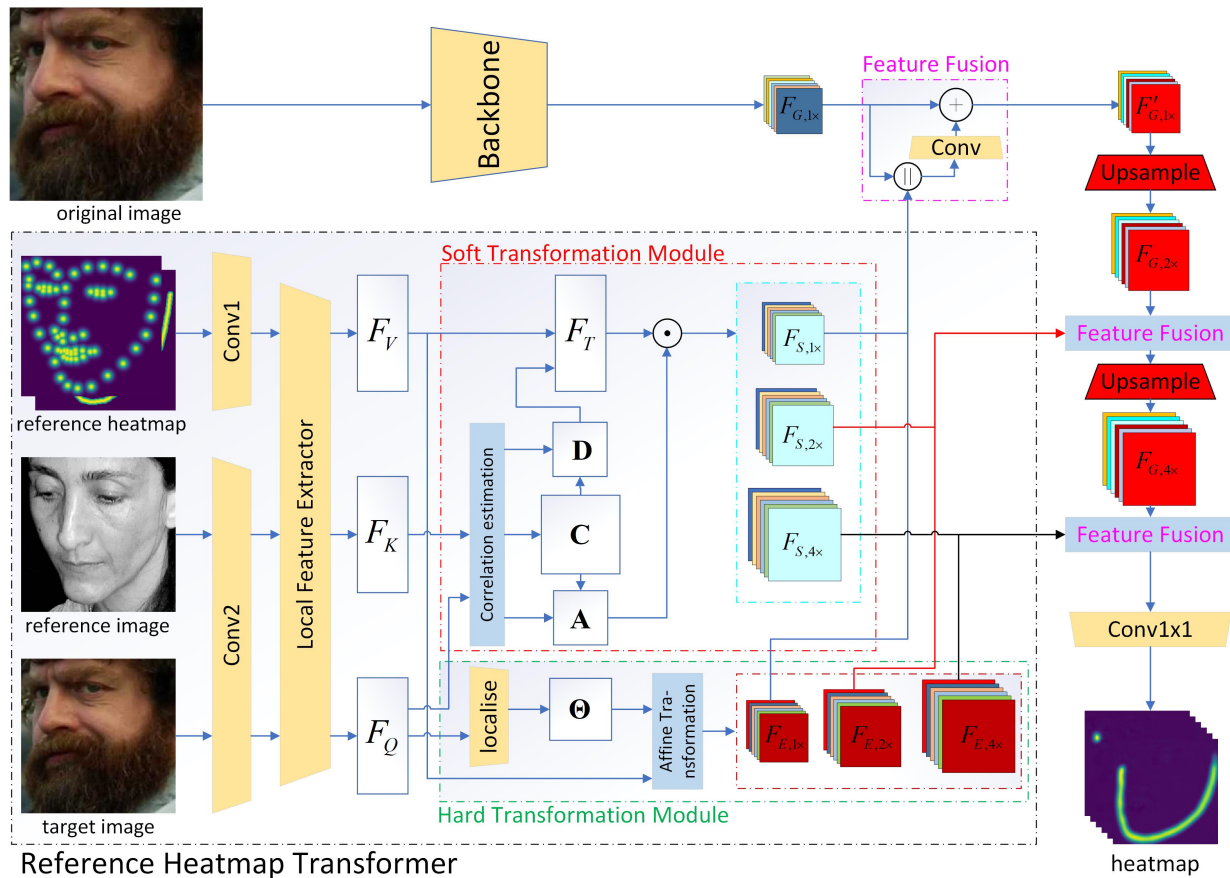 Backbone
Feature Fusion
F_{G,1×}
+
F'_{G,1×}
Conv
||
Upsample
original image
F_{G,2×}
Soft Transformation Module
Conv1
F_V
F_T
F_{S,1×}
Feature Fusion
Upsample
reference heatmap
Local Feature Extractor
D
F_{S,2×}
F_{G,4×}
Correlation estimation
F_K
C
F_{S,4×}
Feature Fusion
reference image
Conv2
A
Conv1x1
F_Q
localise
Θ
Affine Tra-
nsformation
F_{E,1×}
F_{E,2×}
F_{E,4×}
target image
Hard Transformation Module
Reference Heatmap Transformer
heatmap